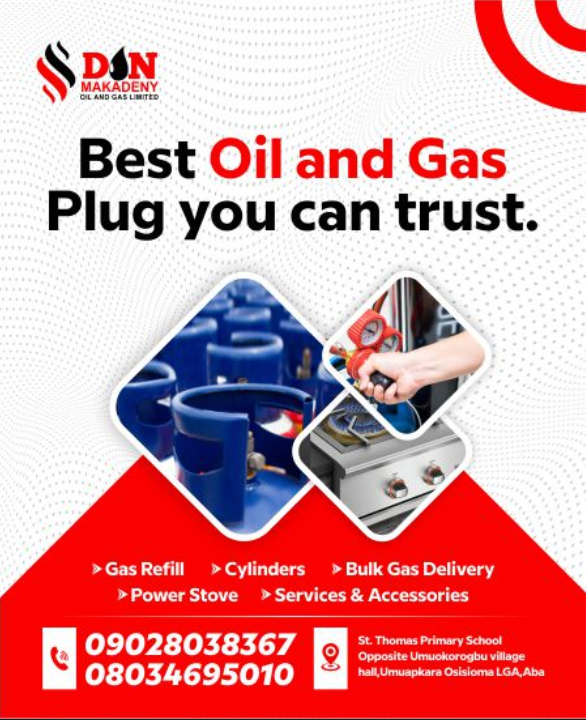 DON
MAKADENY
OIL AND GAS LIMITED
Best Oil and Gas
Plug you can trust.
Gas Refill
Cylinders
Bulk Gas Delivery
Power Stove
Services & Accessories
09028038367
08034695010
St. Thomas Primary School
Opposite Umuokorogbu village
hall,Umuapkara Osisioma LGA,Aba